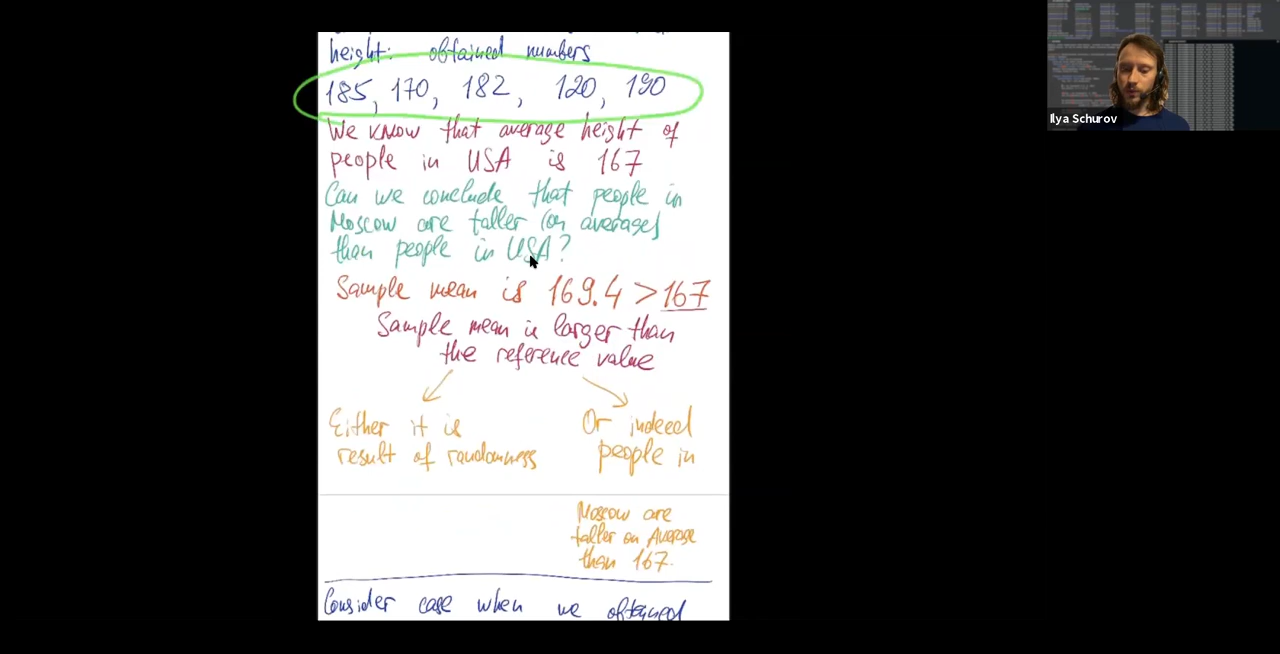 height: obtained numbers
185, 170, 182, 120, 190
We know that average height of
people in USA is 167
Can we conclude that people in
Moscow are taller (on average)
than people in USA?
Sample mean is 169.4 > 167
Sample mean is larger than
the reference value
Either it is
result of randomness
Or indeed
people in
Moscow are
taller on Average
than 167.
Consider case when we obtained
Ilya Schurov